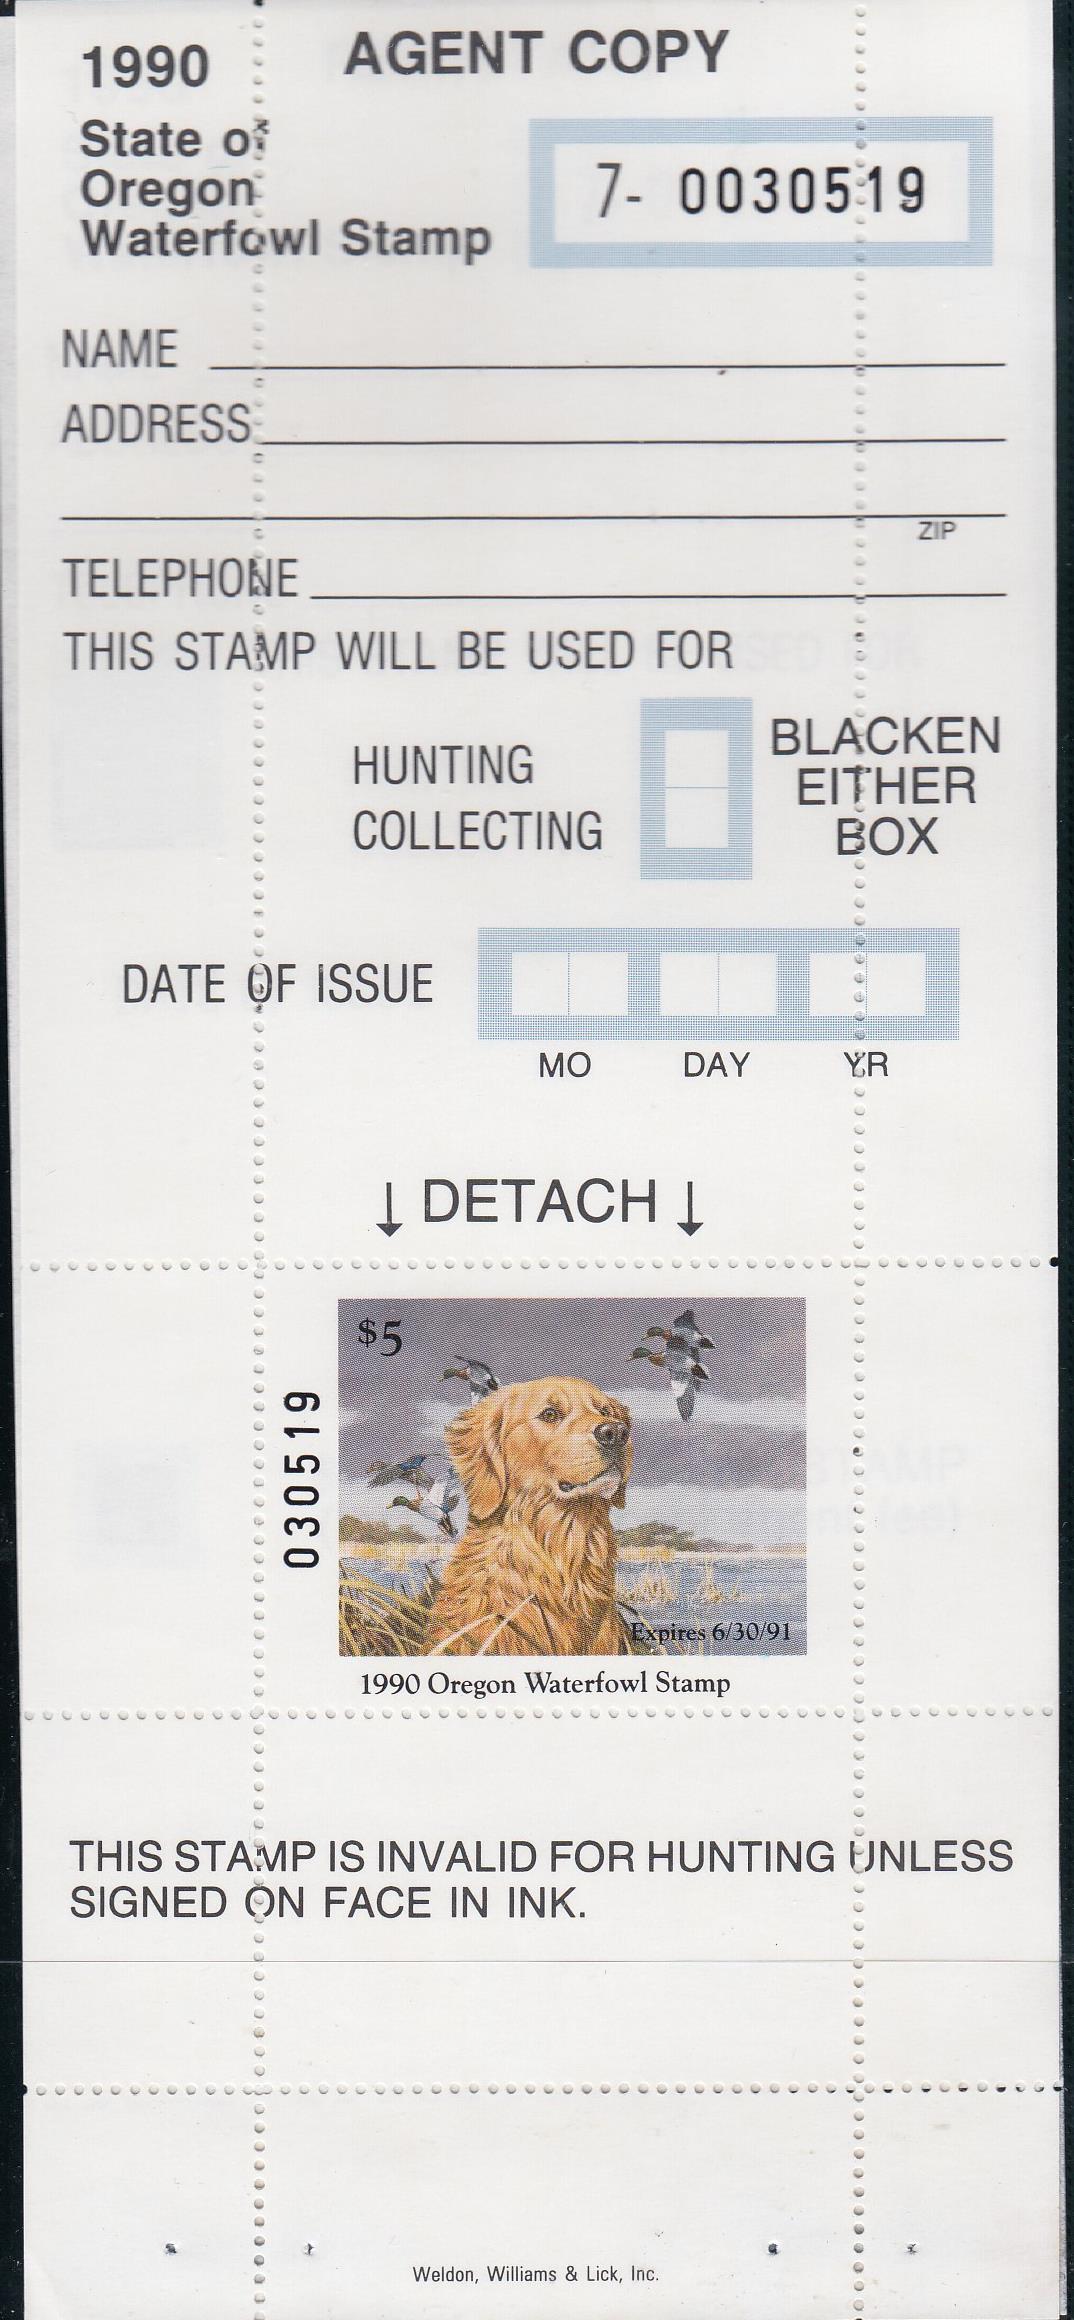 1990
AGENT COPY
State of
Oregon
Waterfowl Stamp
7- 0030519
NAME
ADDRESS
ZIP
TELEPHONE
THIS STAMP WILL BE USED FOR
HUNTING
COLLECTING
BLACKEN
EITHER
BOX
DATE OF ISSUE
MO DAY YR
↓ DETACH ↓
$5
030519
Expires 6/30/91
1990 Oregon Waterfowl Stamp
THIS STAMP IS INVALID FOR HUNTING UNLESS
SIGNED ON FACE IN INK.
Weldon, Williams & Lick, Inc.